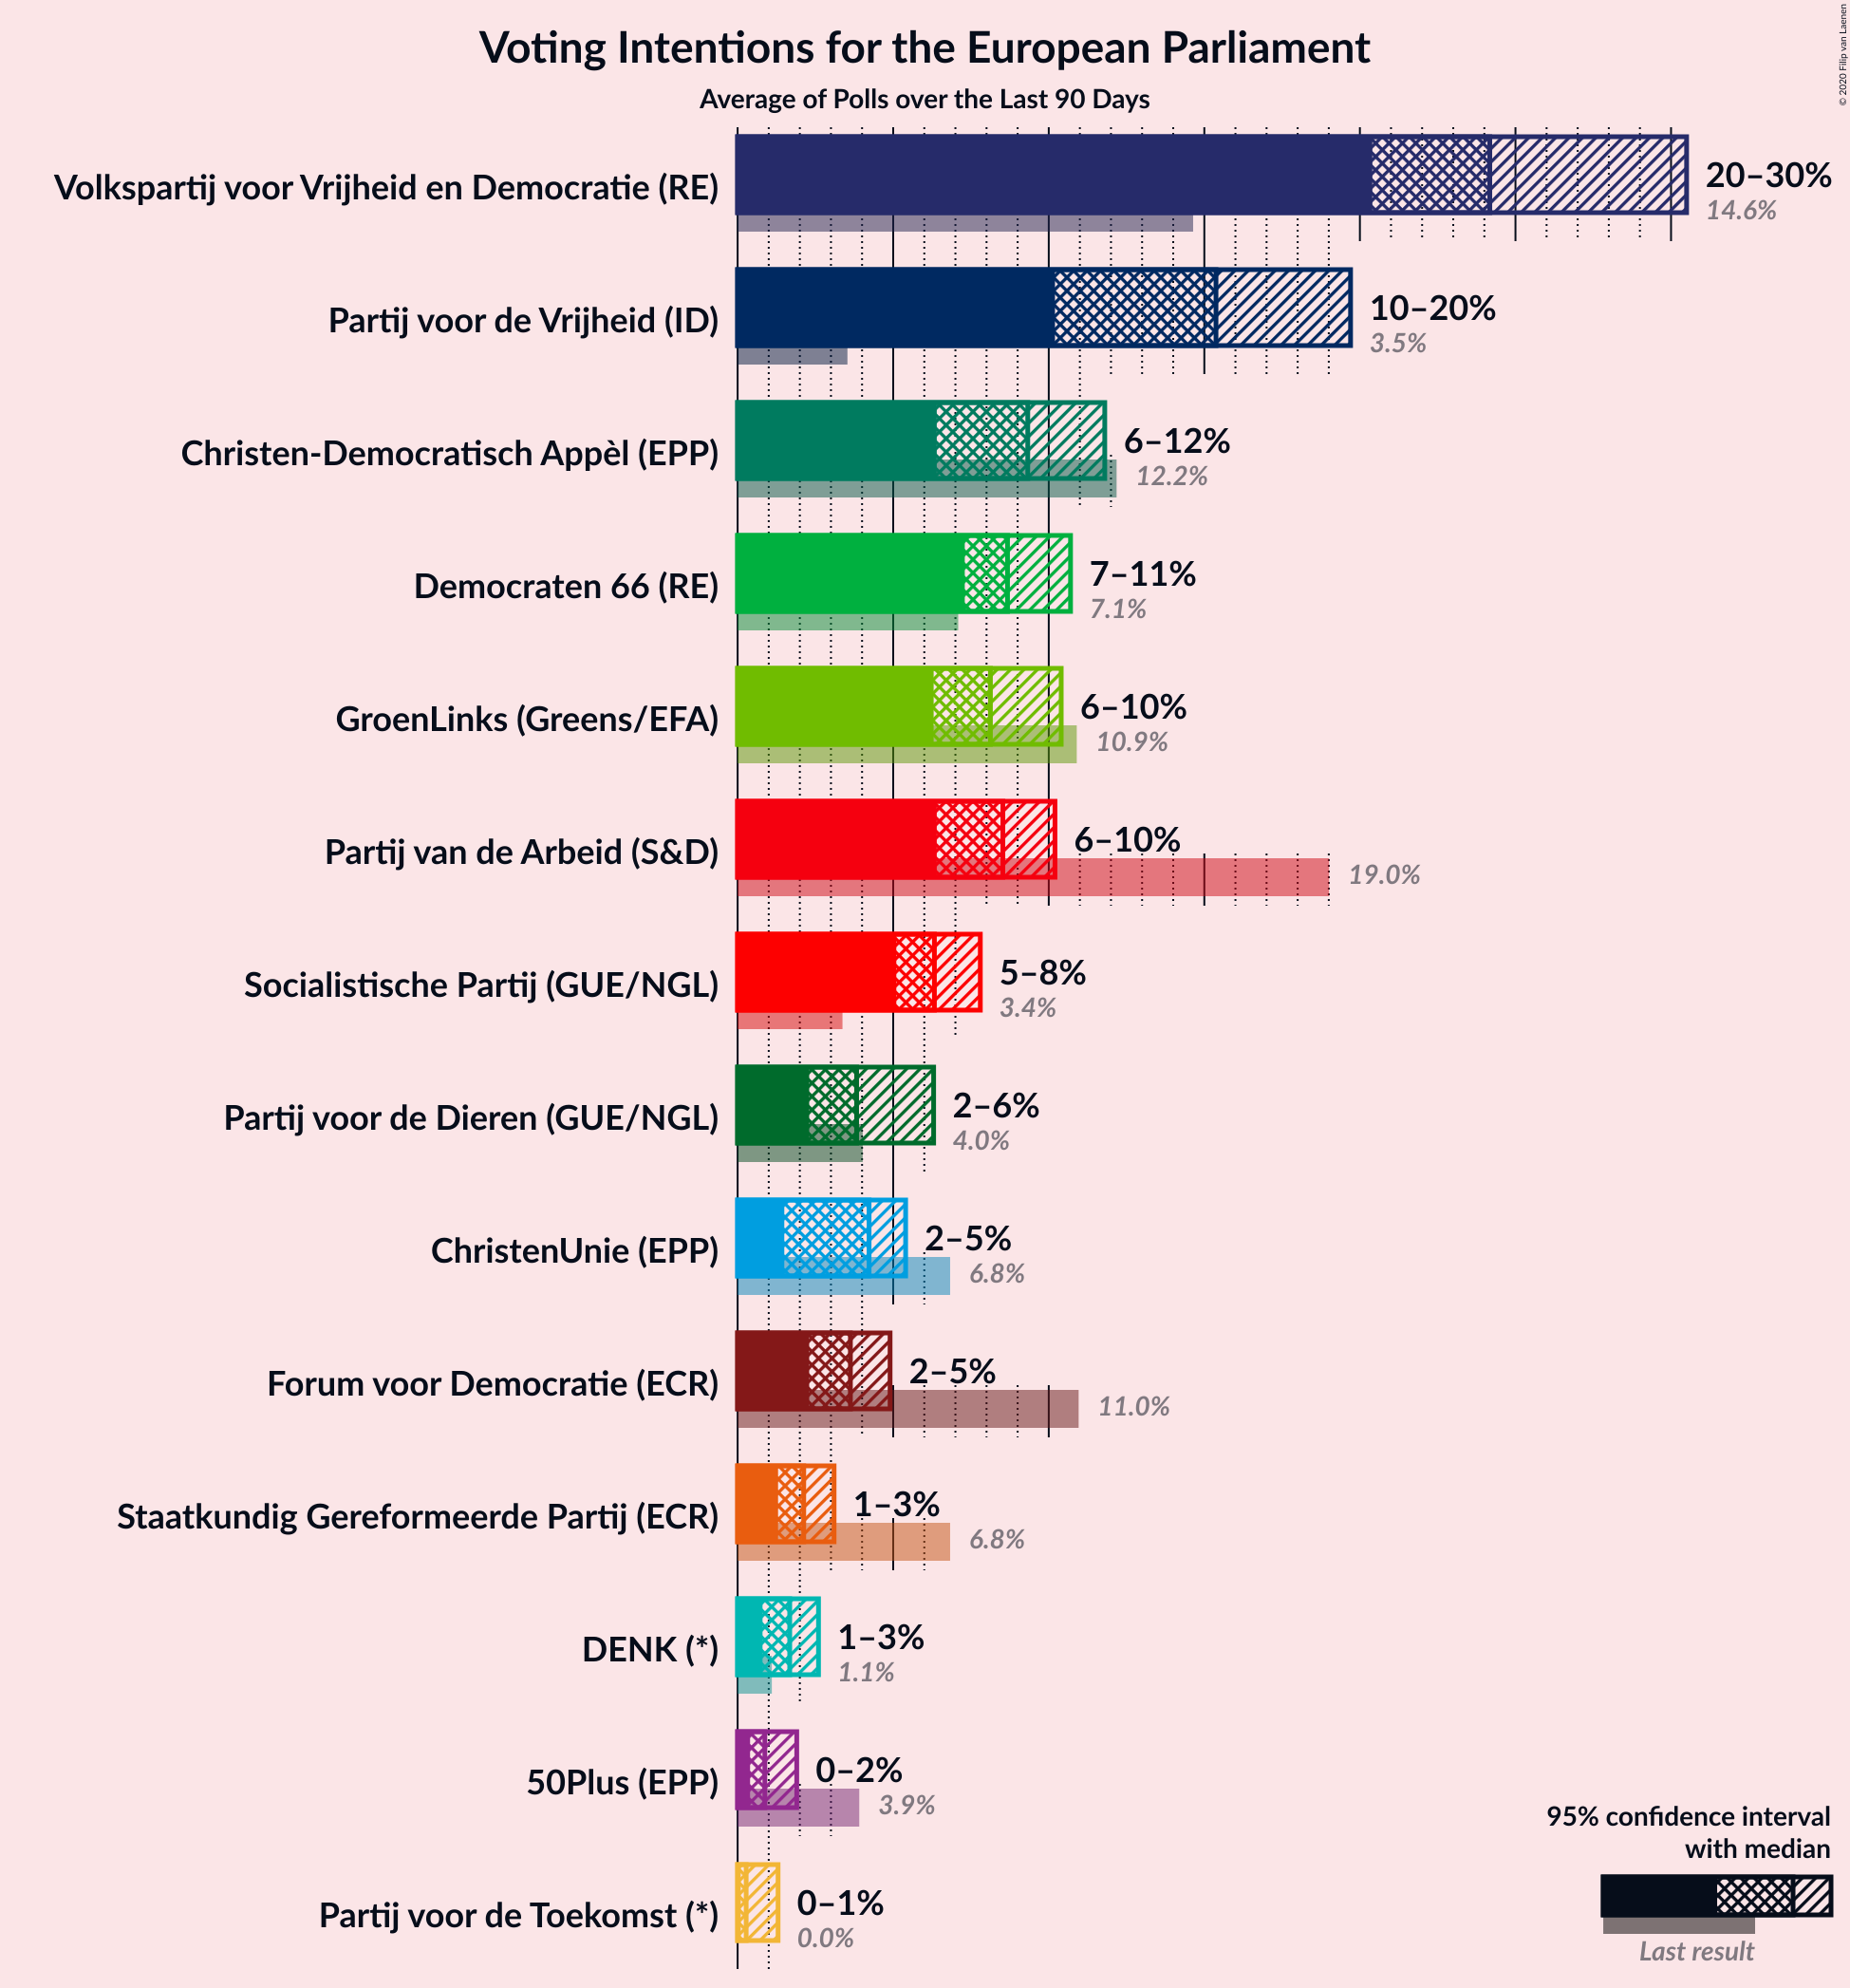 © 2020 Filip van Laenen
Voting Intentions for the European Parliament
Average of Polls over the Last 90 Days
Volkspartij voor Vrijheid en Democratie (RE)
20–30%
14.6%
Partij voor de Vrijheid (ID)
10–20%
3.5%
Christen-Democratisch Appèl (EPP)
6–12%
12.2%
Democraten 66 (RE)
7–11%
7.1%
GroenLinks (Greens/EFA)
6–10%
10.9%
Partij van de Arbeid (S&D)
6–10%
19.0%
Socialistische Partij (GUE/NGL)
5–8%
3.4%
Partij voor de Dieren (GUE/NGL)
2–6%
4.0%
ChristenUnie (EPP)
2–5%
6.8%
Forum voor Democratie (ECR)
2–5%
11.0%
Staatkundig Gereformeerde Partij (ECR)
1–3%
6.8%
DENK (*)
1–3%
1.1%
50Plus (EPP)
0–2%
3.9%
Partij voor de Toekomst (*)
0–1%
0.0%
95% confidence interval
with median
Last result